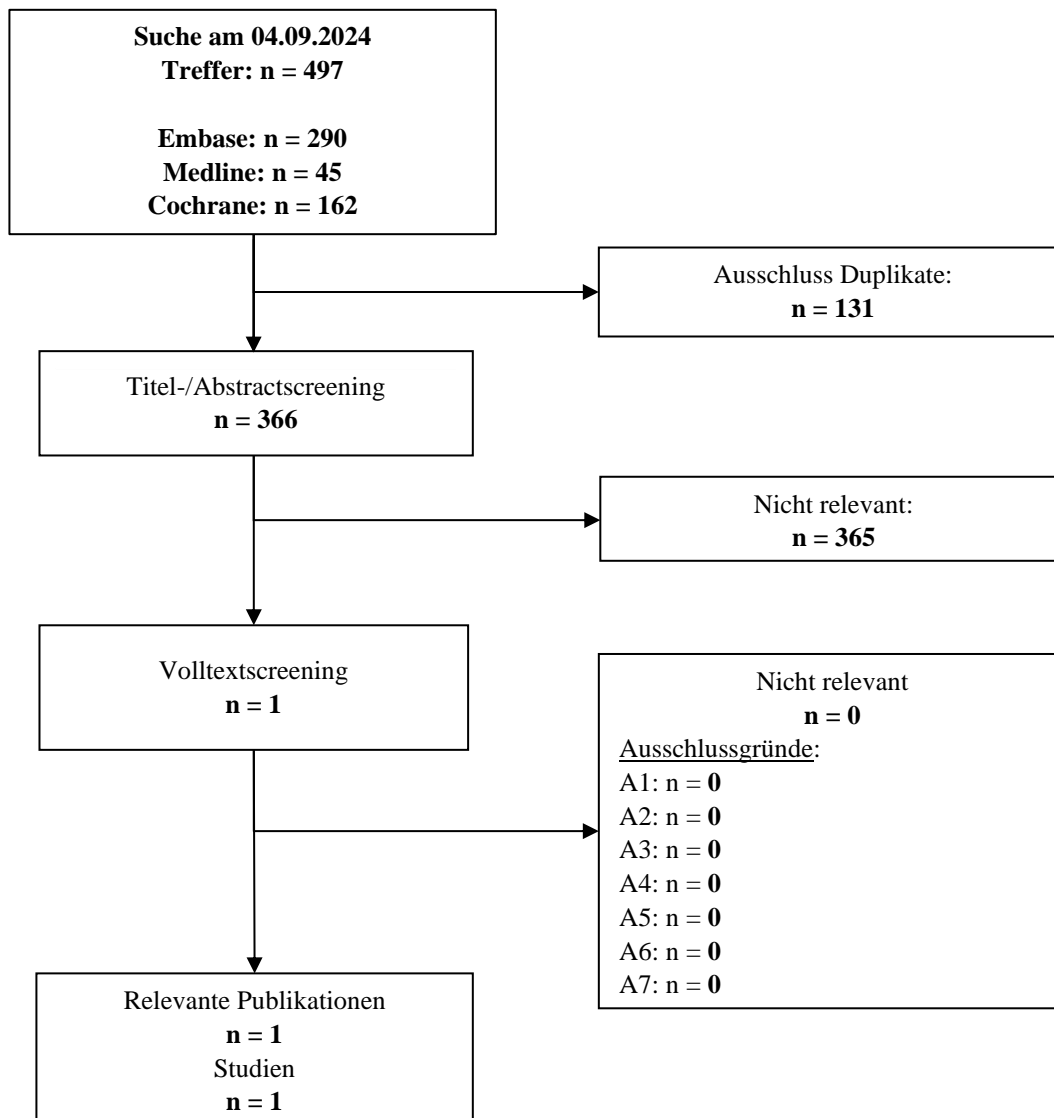 Suche am 04.09.2024
Treffer: n = 497
Embase: n = 290
Medline: n = 45
Cochrane: n = 162
Ausschluss Duplikate:
n = 131
Titel-/Abstractscreening
n = 366
Nicht relevant:
n = 365
Volltextscreening
n = 1
Nicht relevant
n = 0
Ausschlussgründe:
A1: n = 0
A2: n = 0
A3: n = 0
A4: n = 0
A5: n = 0
A6: n = 0
A7: n = 0
Relevante Publikationen
n = 1
Studien
n = 1